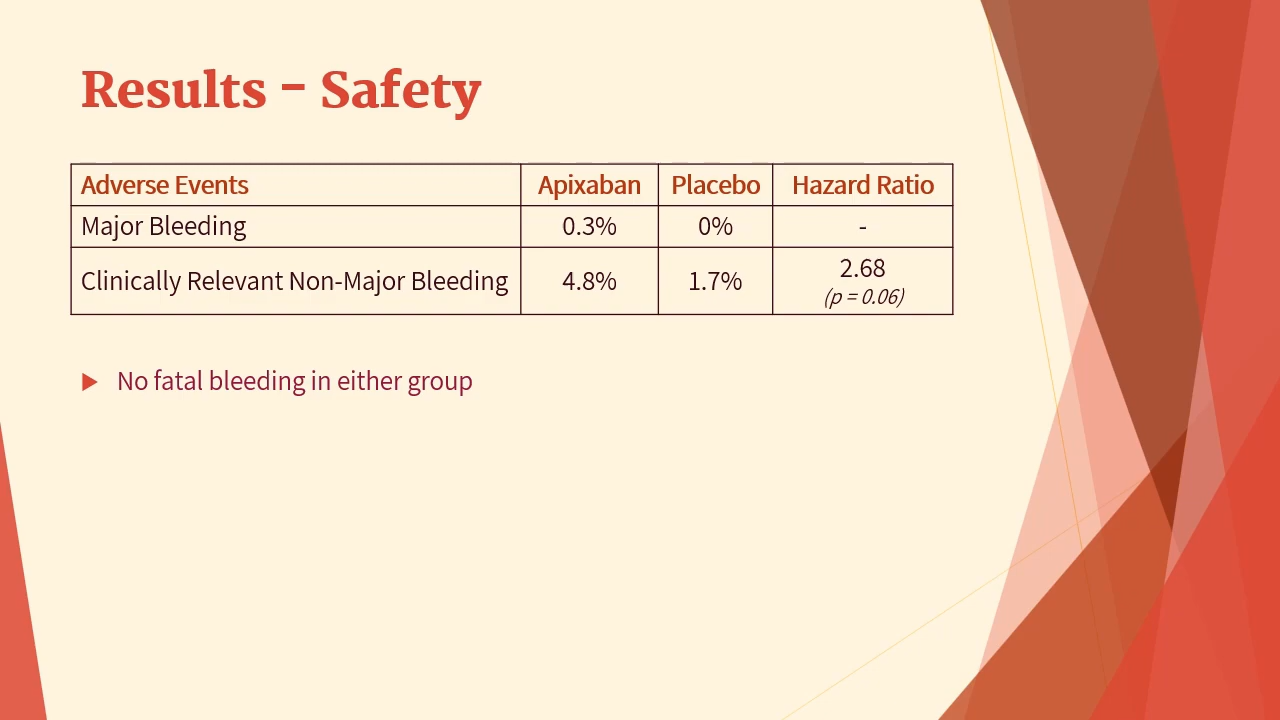 Results - Safety
Adverse Events Apixaban Placebo Hazard Ratio
Major Bleeding 0.3% 0% -
Clinically Relevant Non-Major Bleeding 4.8% 1.7% 2.68
(p = 0.06)
No fatal bleeding in either group